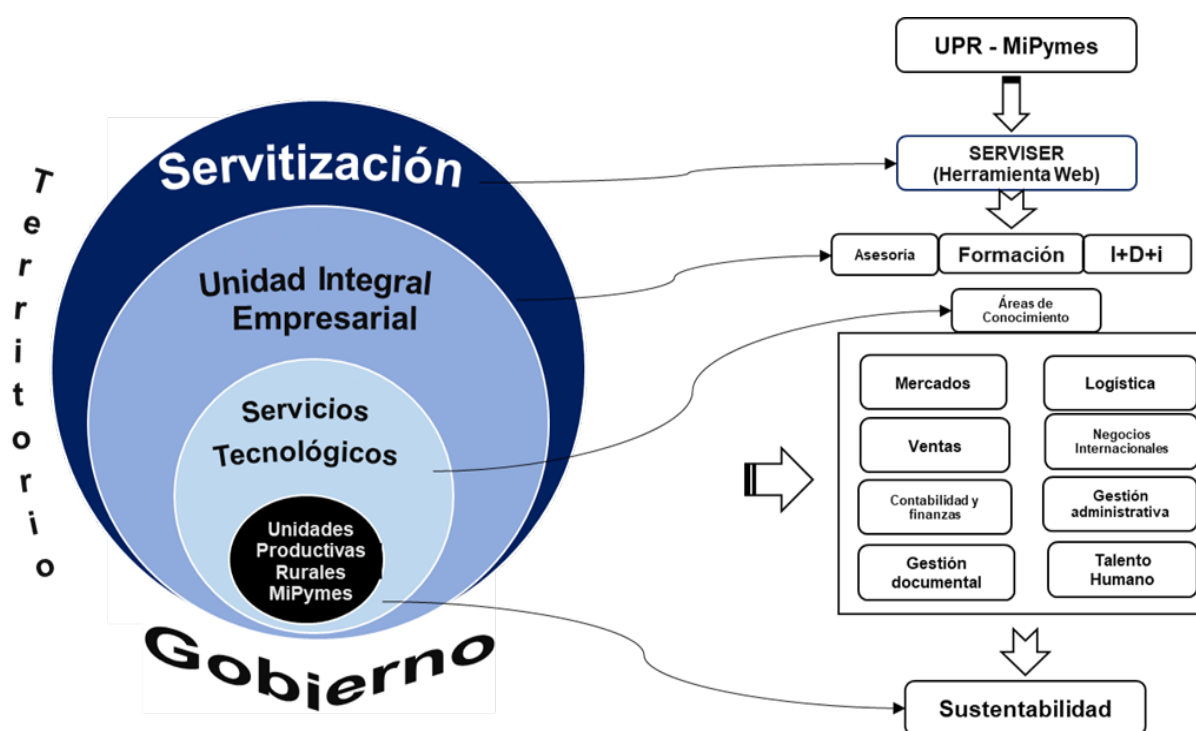 Territorio
Servitización
Unidad Integral
Empresarial
Servicios
Tecnológicos
Unidades
Productivas
Rurales
MiPymes
Gobierno
UPR - MiPymes
SERVISER
(Herramienta Web)
Asesoría
Formación
I+D+i
Áreas de
Conocimiento
Mercados
Logística
Ventas
Negocios
Internacionales
Contabilidad y
finanzas
Gestión
administrativa
Gestión
documental
Talento
Humano
Sustentabilidad